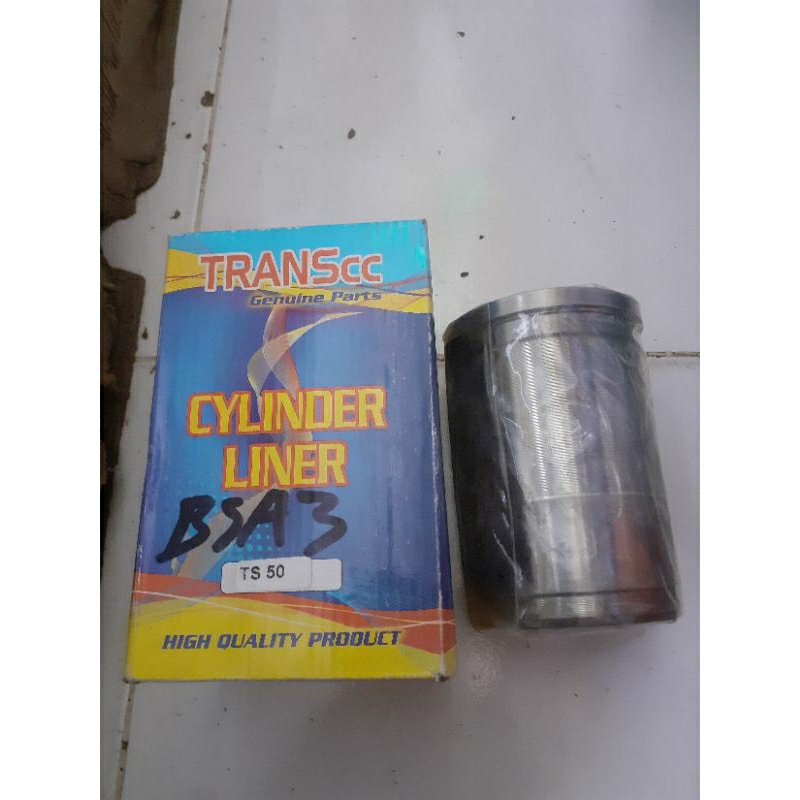 TRANScc
Genuine Parts
CYLINDER
LINER
BSA3
TS 50
HIGH QUALITY PRODUCT